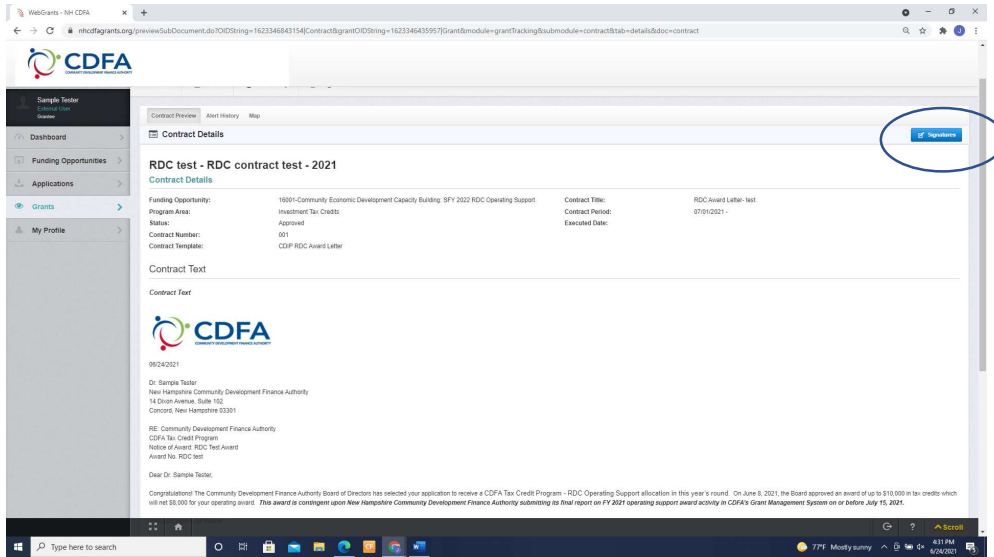 WebGrants - NH CDFA
nhcdfagrants.org/previewSubDocument.do?OIDString=1623346843154|Contract&grantOIDString=1623346435957|Grant&module=grantTracking&submodule=contract&tab=details&doc=contract
CDFA
COMMUNITY DEVELOPMENT FINANCE AUTHORITY
Sample Tester
External User
Grantee
Dashboard
Funding Opportunities
Applications
Grants
My Profile
Contract Preview Alert History Map
Contract Details
Signatures
RDC test - RDC contract test - 2021
Contract Details
Funding Opportunity: 16001-Community Economic Development Capacity Building: SFY 2022 RDC Operating Support Contract Title: RDC Award Letter- test
Program Area: Investment Tax Credits Contract Period: 07/01/2021 -
Status: Approved Executed Date:
Contract Number: 001
Contract Template: CDIP RDC Award Letter
Contract Text
Contract Text
CDFA
COMMUNITY DEVELOPMENT FINANCE AUTHORITY
06/24/2021
Dr. Sample Tester
New Hampshire Community Development Finance Authority
14 Dixon Avenue, Suite 102
Concord, New Hampshire 03301
RE: Community Development Finance Authority
CDFA Tax Credit Program
Notice of Award: RDC Test Award
Award No. RDC test
Dear Dr. Sample Tester,
Congratulations! The Community Development Finance Authority Board of Directors has selected your application to receive a CDFA Tax Credit Program - RDC Operating Support allocation in this year's round. On June 8, 2021, the Board approved an award of up to $10,000 in tax credits which
will net $8,000 for your operating award. This award is contingent upon New Hampshire Community Development Finance Authority submitting its final report on FY 2021 operating support award activity in CDFA's Grant Management System on or before July 15, 2021.
Scroll
Type here to search
77°F Mostly sunny
4:31 PM
6/24/2021